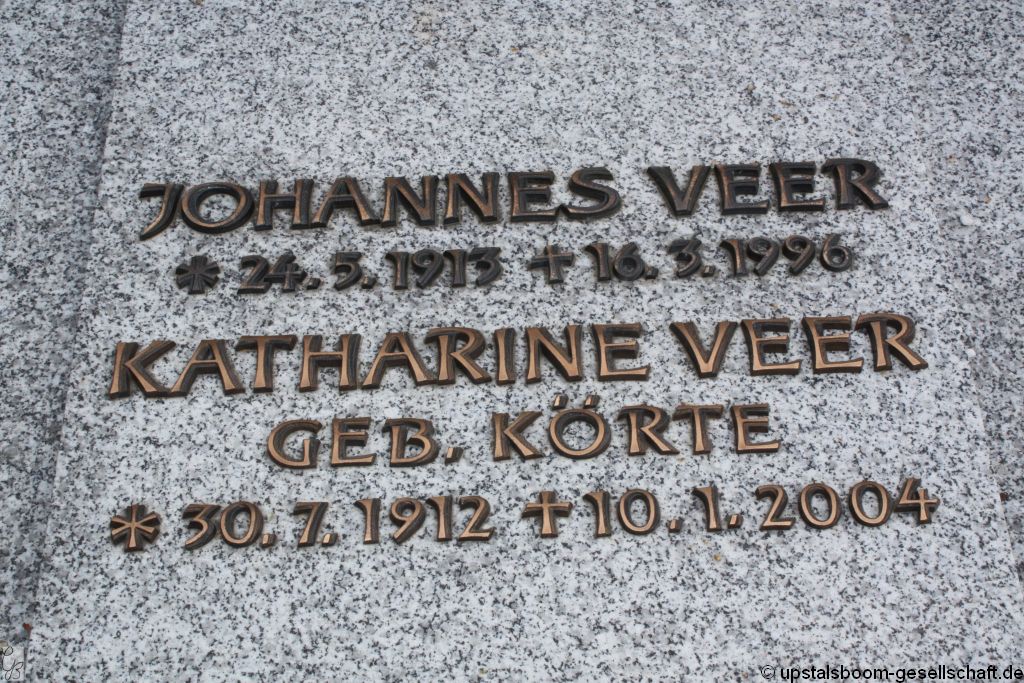 JOHANNES VEER
* 24. 5. 1913 † 16. 3. 1996
KATHARINE VEER
GEB. KÖRTE
* 30. 7. 1912 † 10. 1. 2004
© upstalsboom-gesellschaft.de